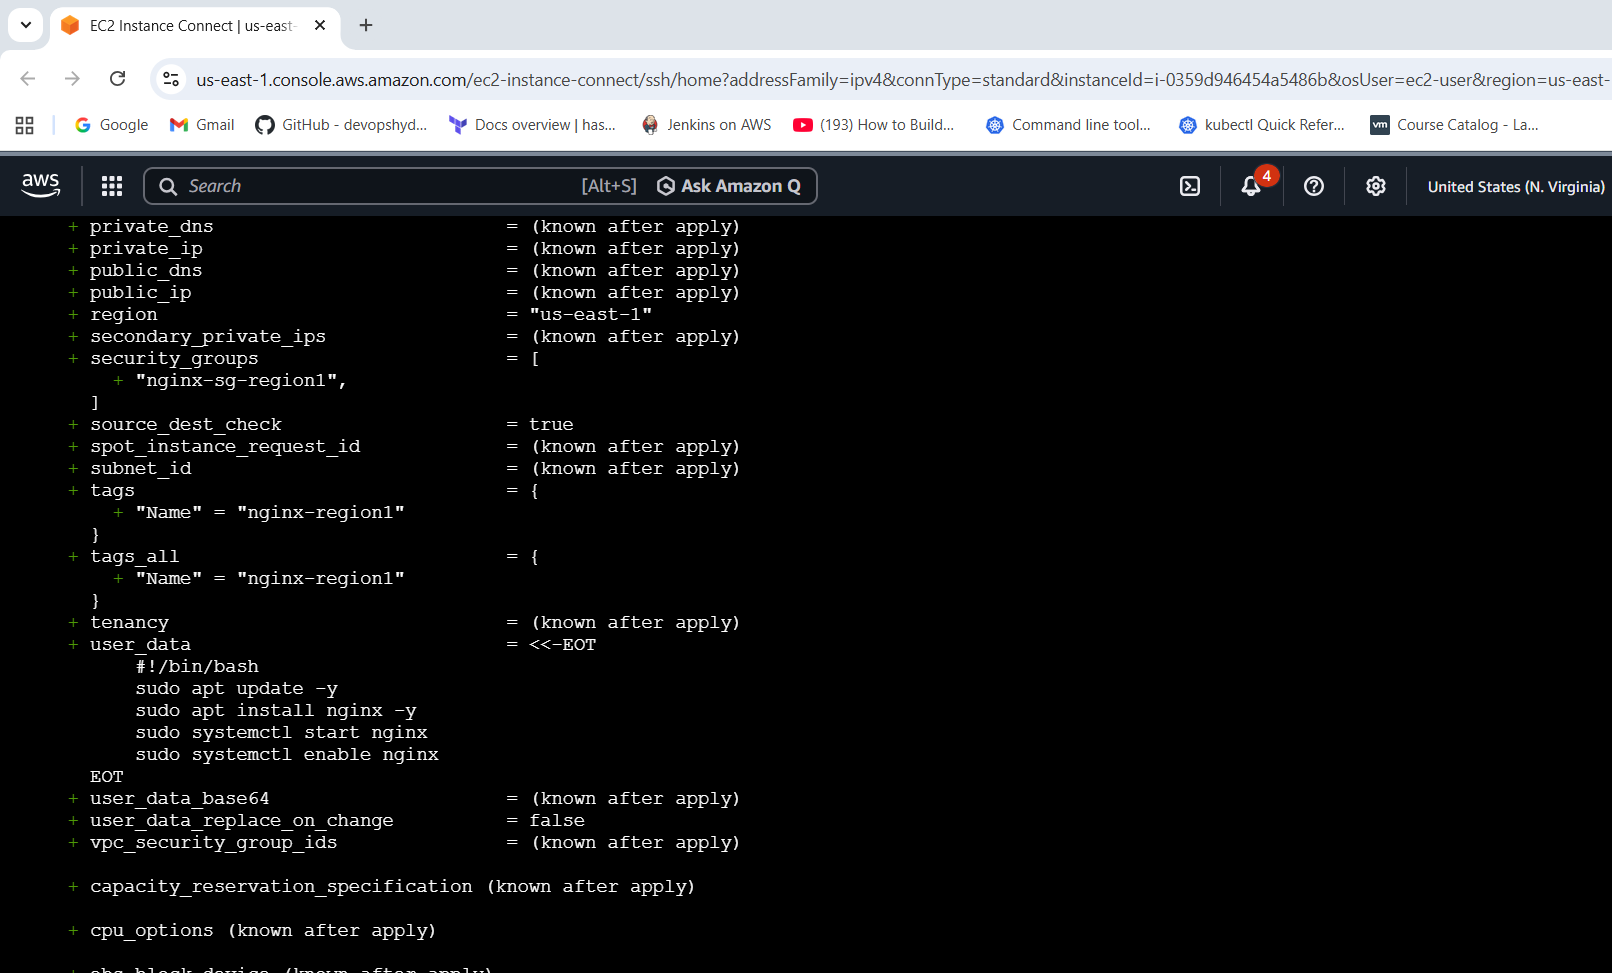 EC2 Instance Connect | us-east-
us-east-1.console.aws.amazon.com/ec2-instance-connect/ssh/home?addressFamily=ipv4&connType=standard&instanceId=i-0359d946454a5486b&osUser=ec2-user&region=us-east-
Google Gmail GitHub - devopshyd... Docs overview | has... Jenkins on AWS (193) How to Build... Command line tool... kubectl Quick Refer... vm Course Catalog - La...
aws Search [Alt+S] Ask Amazon Q 4 United States (N. Virginia)
+ private_dns = (known after apply)
+ private_ip = (known after apply)
+ public_dns = (known after apply)
+ public_ip = (known after apply)
+ region = "us-east-1"
+ secondary_private_ips = (known after apply)
+ security_groups = [
+ "nginx-sg-region1",
]
+ source_dest_check = true
+ spot_instance_request_id = (known after apply)
+ subnet_id = (known after apply)
+ tags = {
+ "Name" = "nginx-region1"
}
+ tags_all = {
+ "Name" = "nginx-region1"
}
+ tenancy = (known after apply)
+ user_data = <<-EOT
#!/bin/bash
sudo apt update -y
sudo apt install nginx -y
sudo systemctl start nginx
sudo systemctl enable nginx
EOT
+ user_data_base64 = (known after apply)
+ user_data_replace_on_change = false
+ vpc_security_group_ids = (known after apply)
+ capacity_reservation_specification (known after apply)
+ cpu_options (known after apply)
+ ebs_block_device (known after apply)